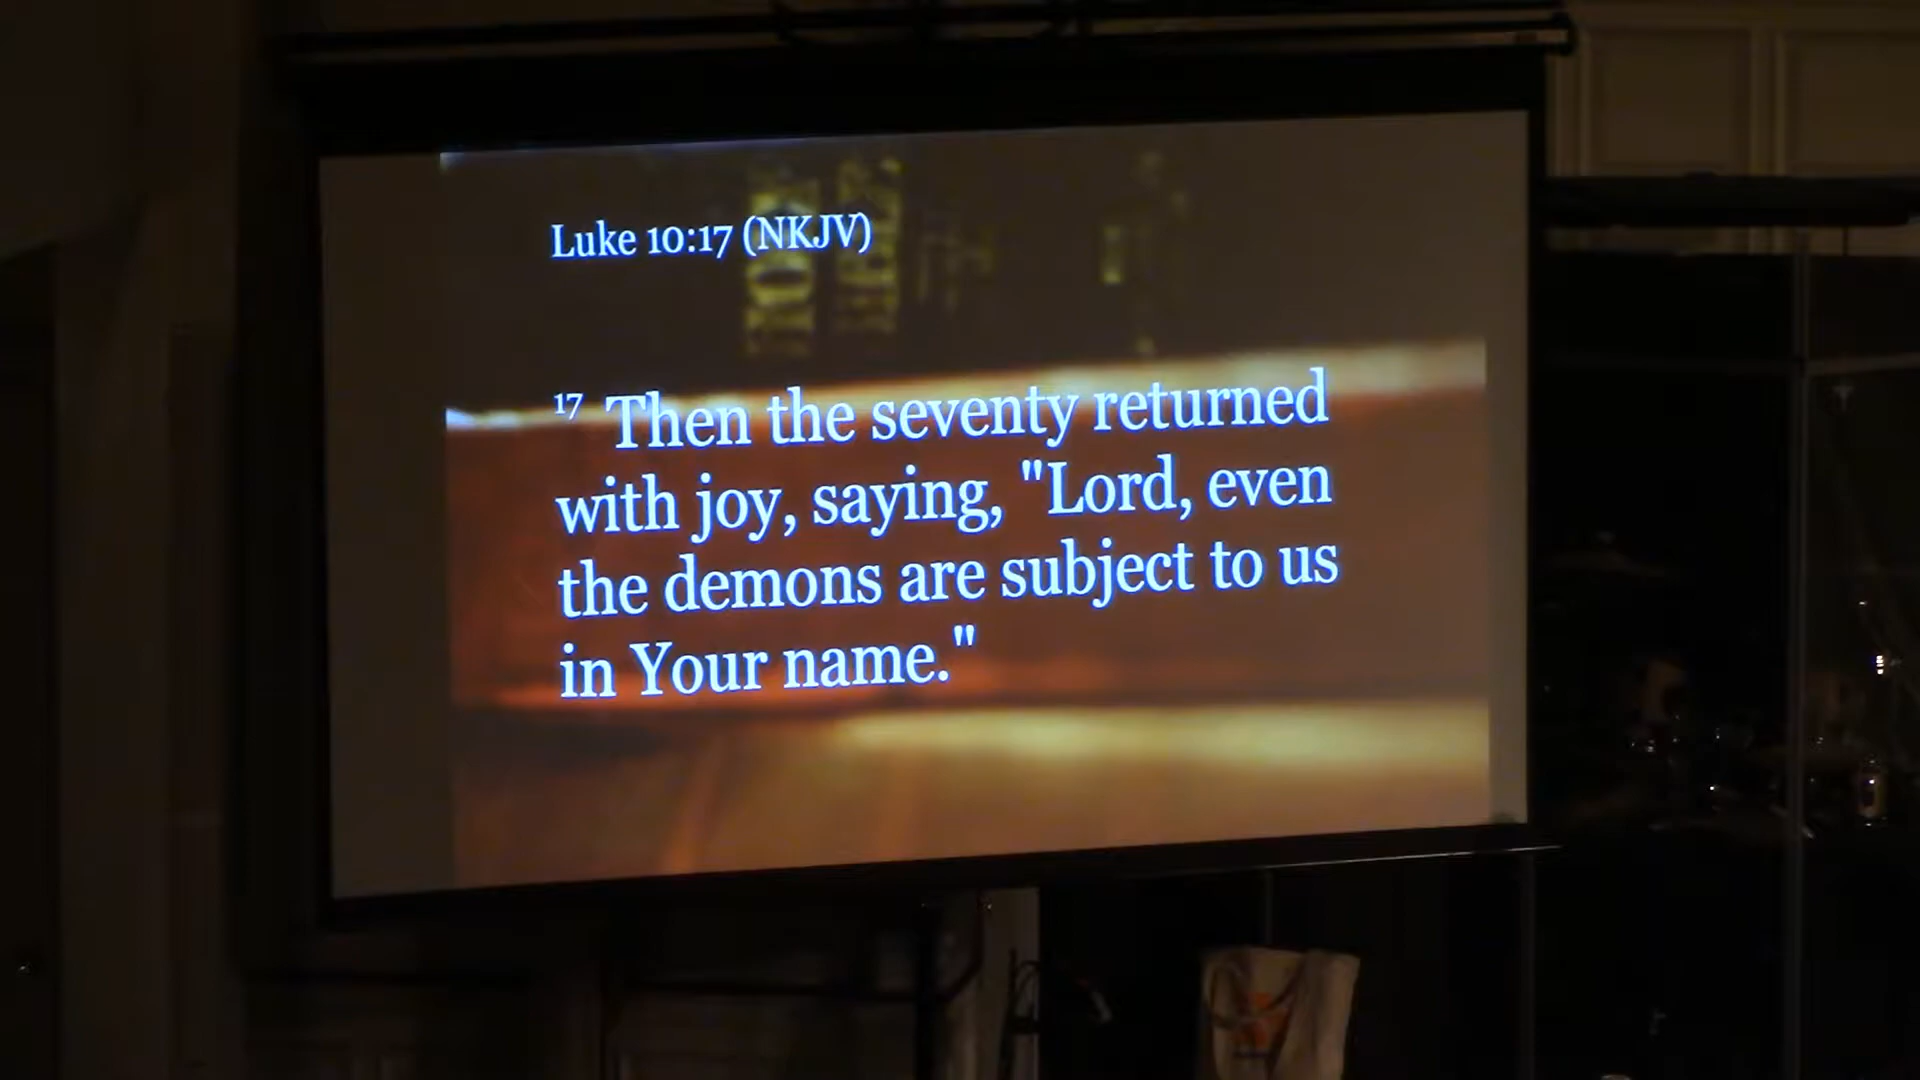 Luke 10:17 (NKJV)
17 Then the seventy returned
with joy, saying, "Lord, even
the demons are subject to us
in Your name."